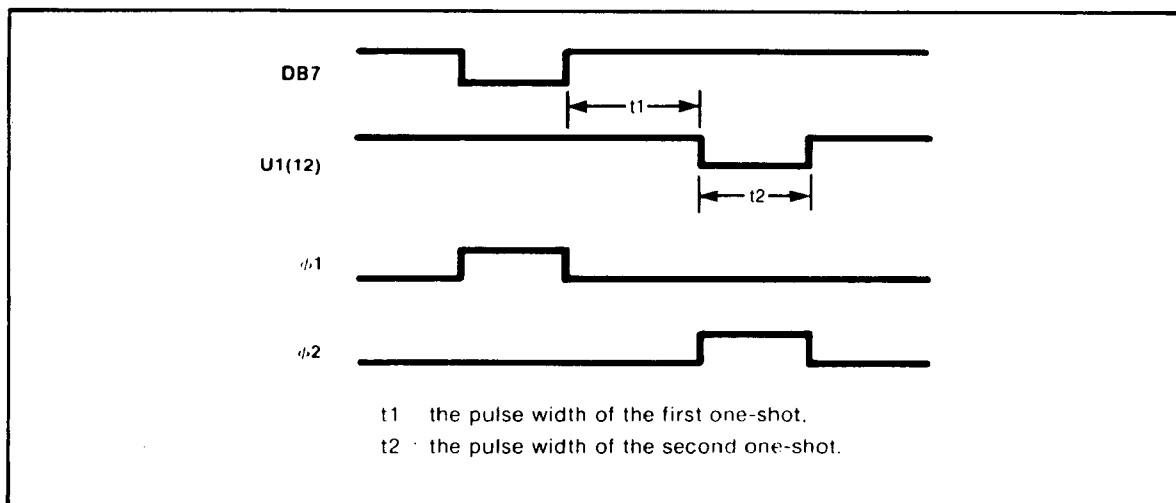 DB7
t1
U1(12)
t2
φ1
φ2
t1 the pulse width of the first one-shot.
t2 the pulse width of the second one-shot.